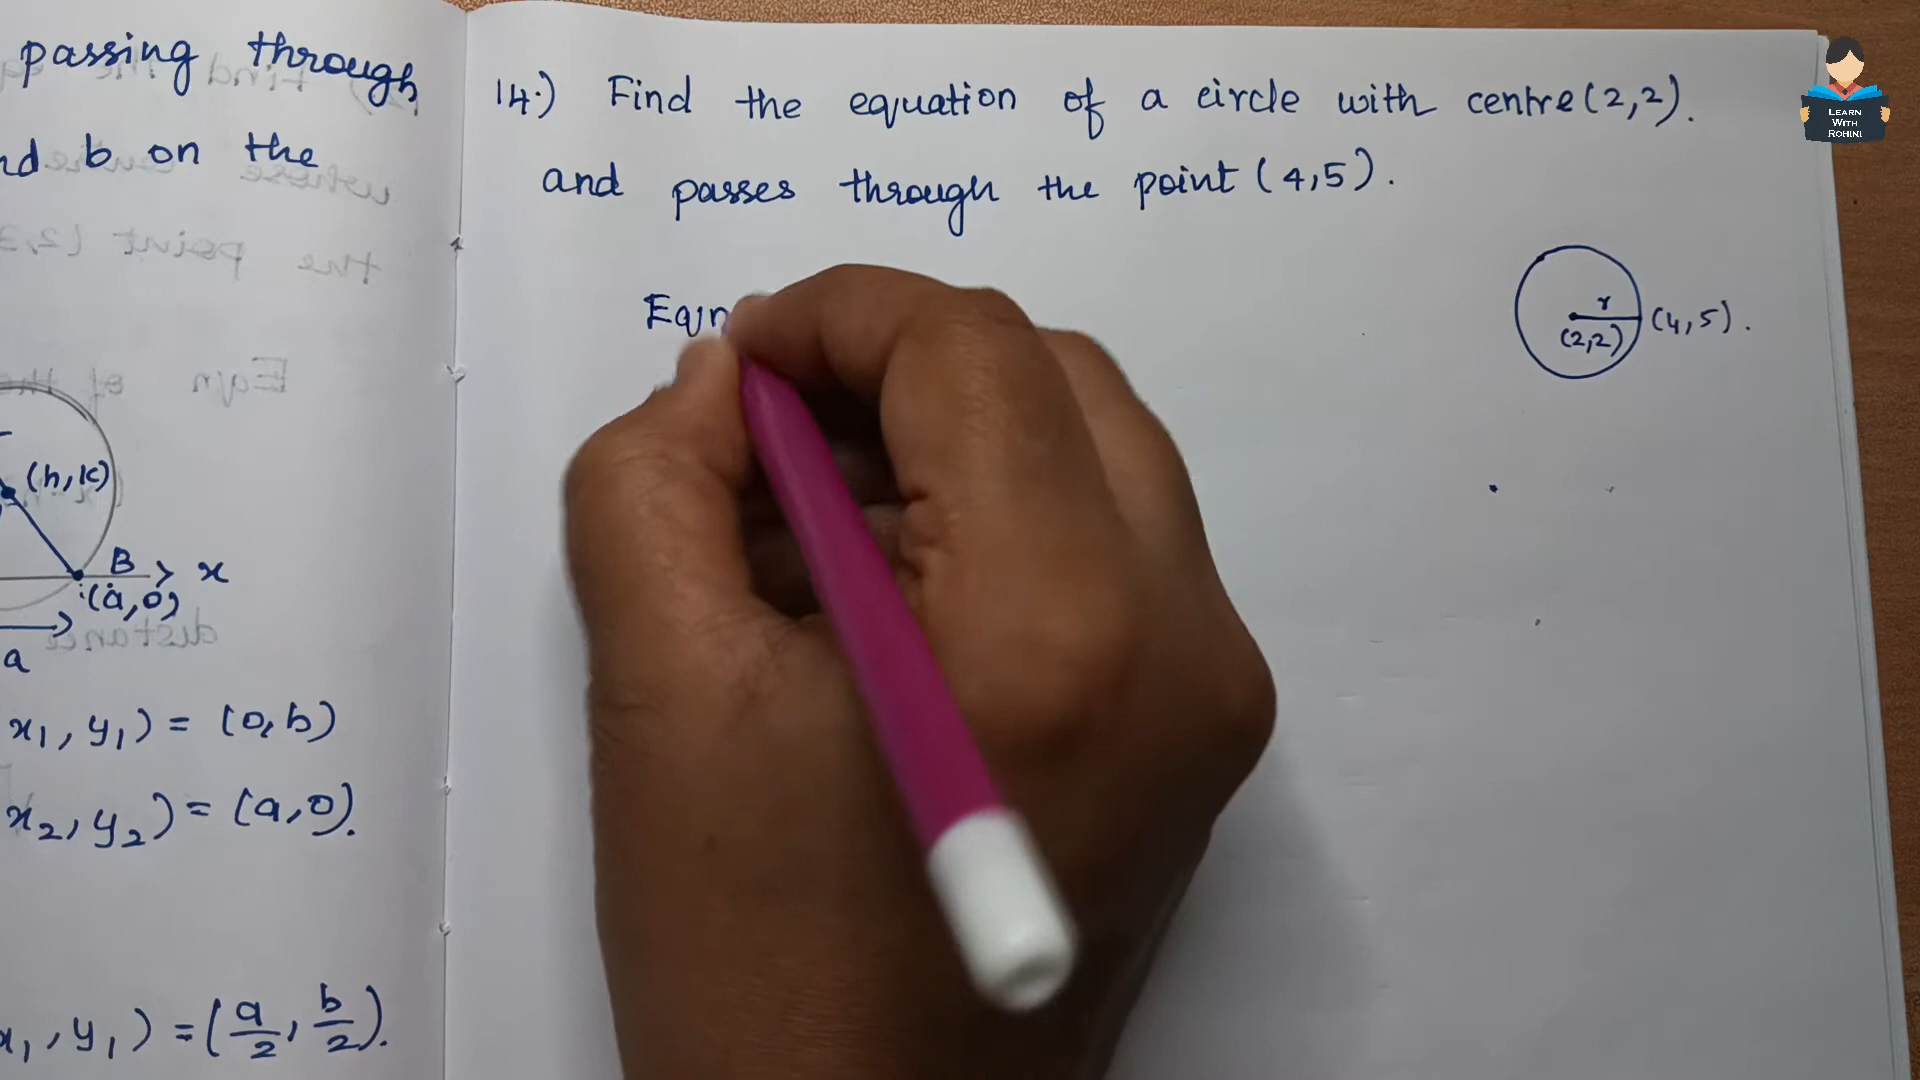 passing through
b on the
(h,k)
B
x
(a,0)
a
x1, y1) = (0,b)
x2, y2) = (a,0).
, y1) = (a/2, b/2).
14.) Find the equation of a circle with centre(2,2).
and passes through the point (4,5).
Eqn
r
(2,2)
(4,5).
LEARN
WITH
ROHINI